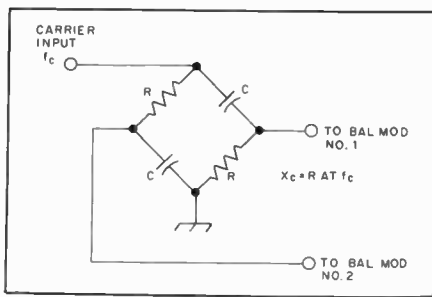 CARRIER
INPUT
fc
R
C
TO BAL MOD
NO. 1
C
R
Xc = R AT fc
TO BAL MOD
NO. 2